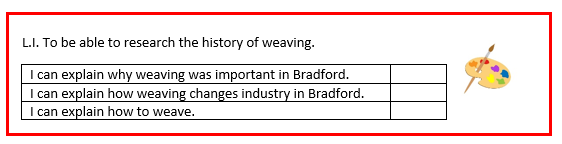 L.I. To be able to research the history of weaving.
I can explain why weaving was important in Bradford.
I can explain how weaving changes industry in Bradford.
I can explain how to weave.